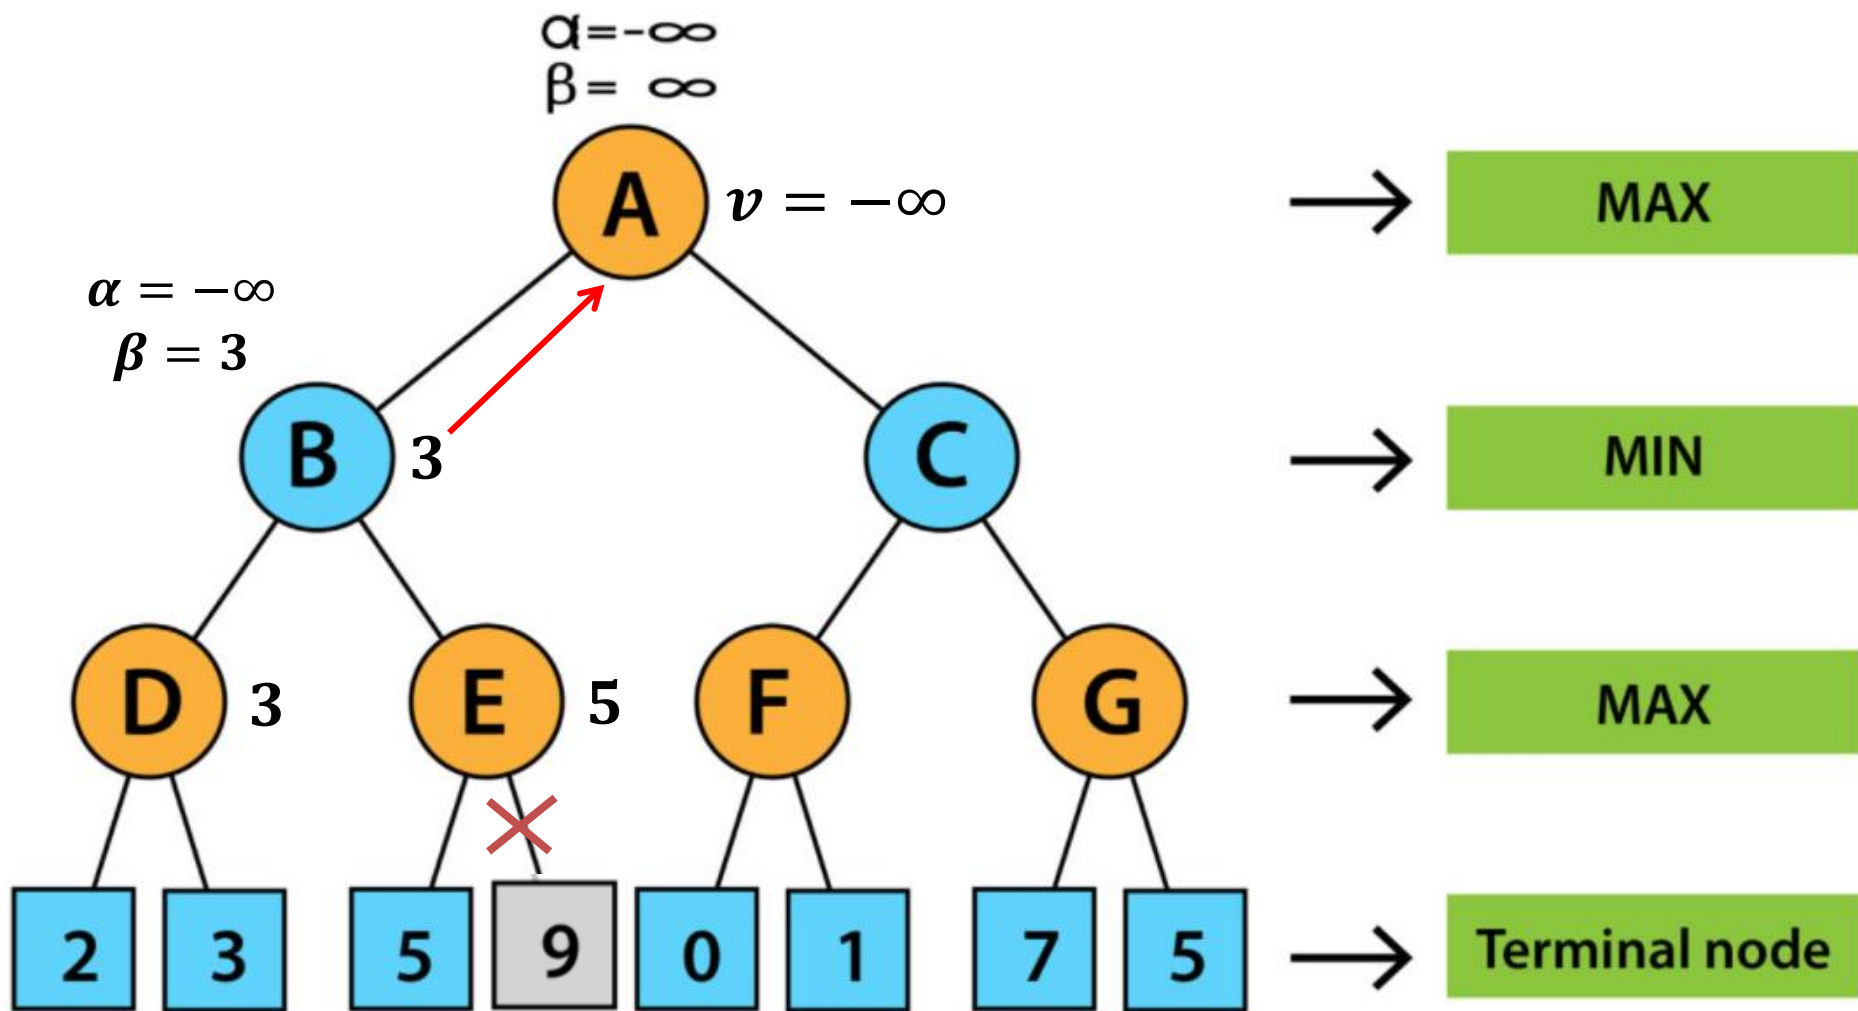 α=-∞
β= ∞
A
v = −∞
MAX
α = −∞
β = 3
B
3
C
MIN
D
3
E
5
F
G
MAX
2
3
5
9
0
1
7
5
Terminal node